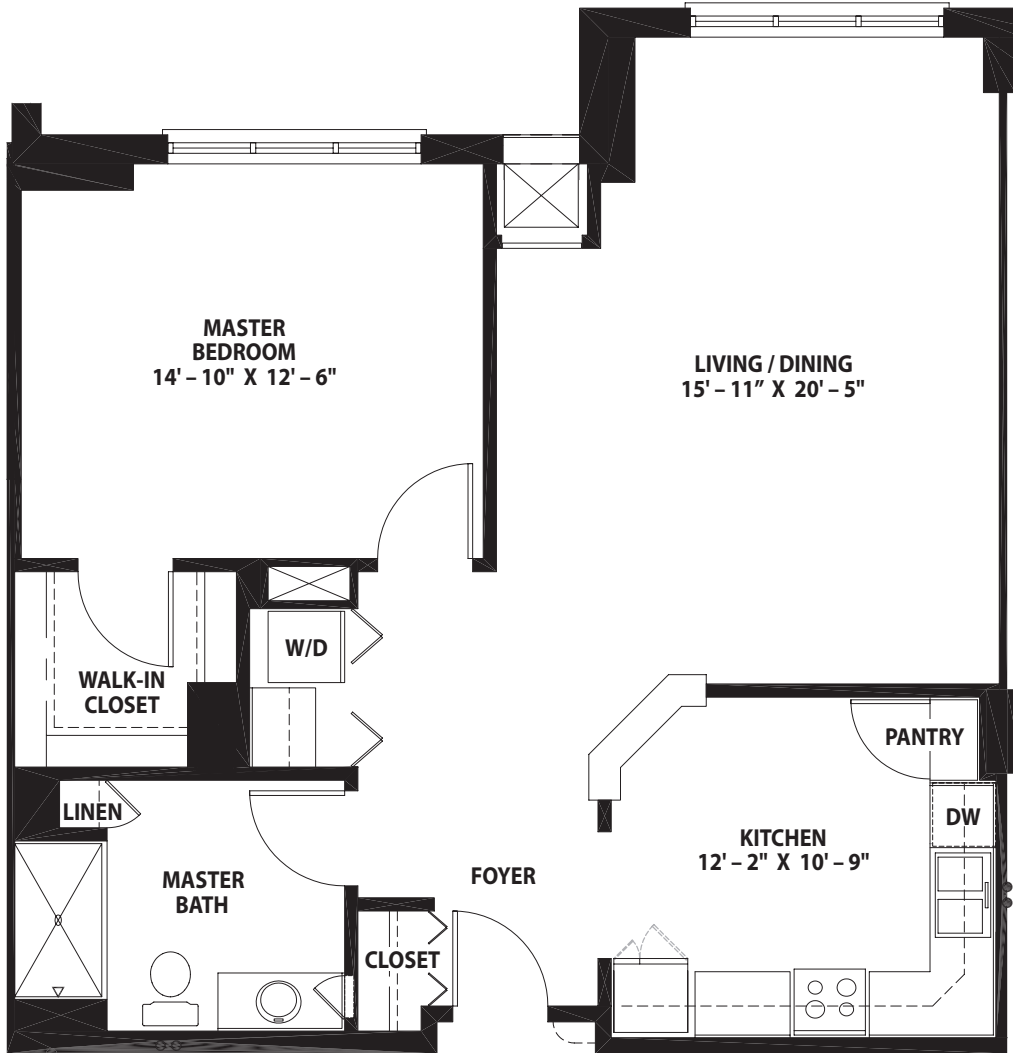 MASTER
BEDROOM
14' – 10" X 12' – 6"
LIVING / DINING
15' – 11” X 20' – 5"
W/D
WALK-IN
CLOSET
PANTRY
LINEN
DW
KITCHEN
12' – 2" X 10' – 9"
MASTER
BATH
FOYER
CLOSET